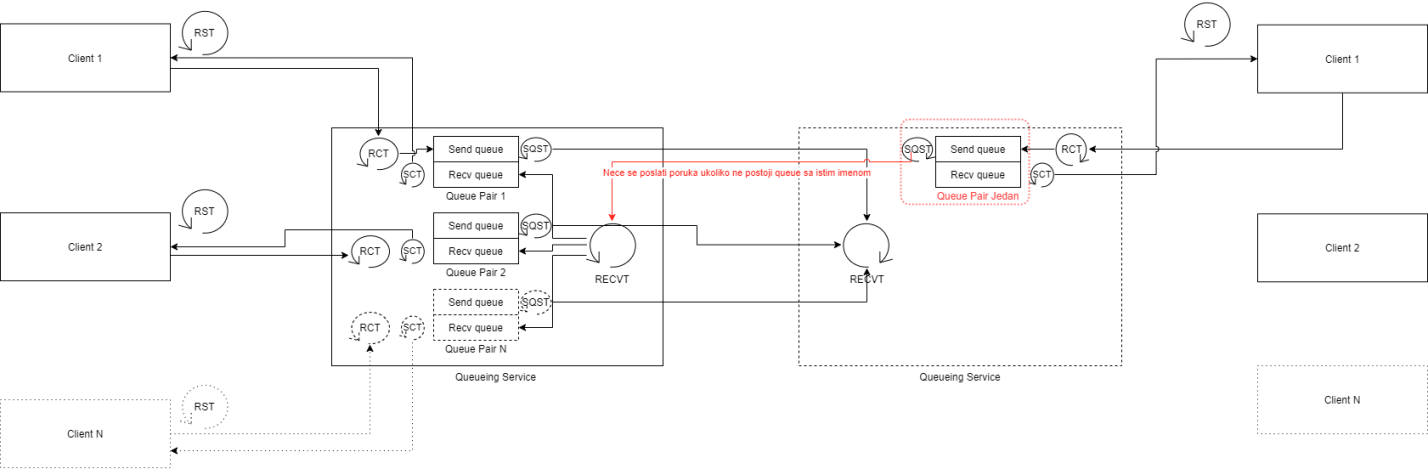 RST
Client 1
RCT
SCT
Send queue
SQST
Recv queue
Queue Pair 1
RST
Client 2
RCT
SCT
Send queue
SQST
Recv queue
Queue Pair 2
RECVT
Send queue
SQST
RCT
SCT
Recv queue
Queue Pair N
Queueing Service
RST
Client N
Nece se poslati poruka ukoliko ne postoji queue sa istim imenom
RECVT
SQST
Send queue
RCT
Recv queue
SCT
Queue Pair Jedan
Queueing Service
RST
Client 1
Client 2
Client N